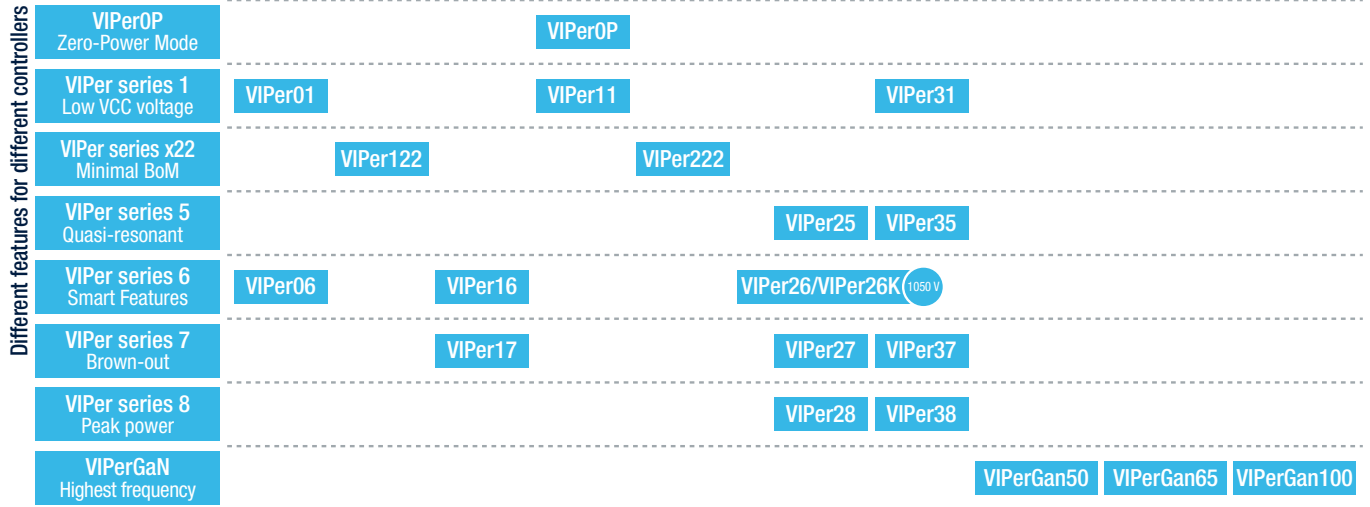 Different features for different controllers
VIPer0P
Zero-Power Mode
VIPer0P
VIPer series 1
Low VCC voltage
VIPer01
VIPer11
VIPer31
VIPer series x22
Minimal BoM
VIPer122
VIPer222
VIPer series 5
Quasi-resonant
VIPer25
VIPer35
VIPer series 6
Smart Features
VIPer06
VIPer16
VIPer26/VIPer26K
1050 V
VIPer series 7
Brown-out
VIPer17
VIPer27
VIPer37
VIPer series 8
Peak power
VIPer28
VIPer38
VIPerGaN
Highest frequency
VIPerGan50
VIPerGan65
VIPerGan100